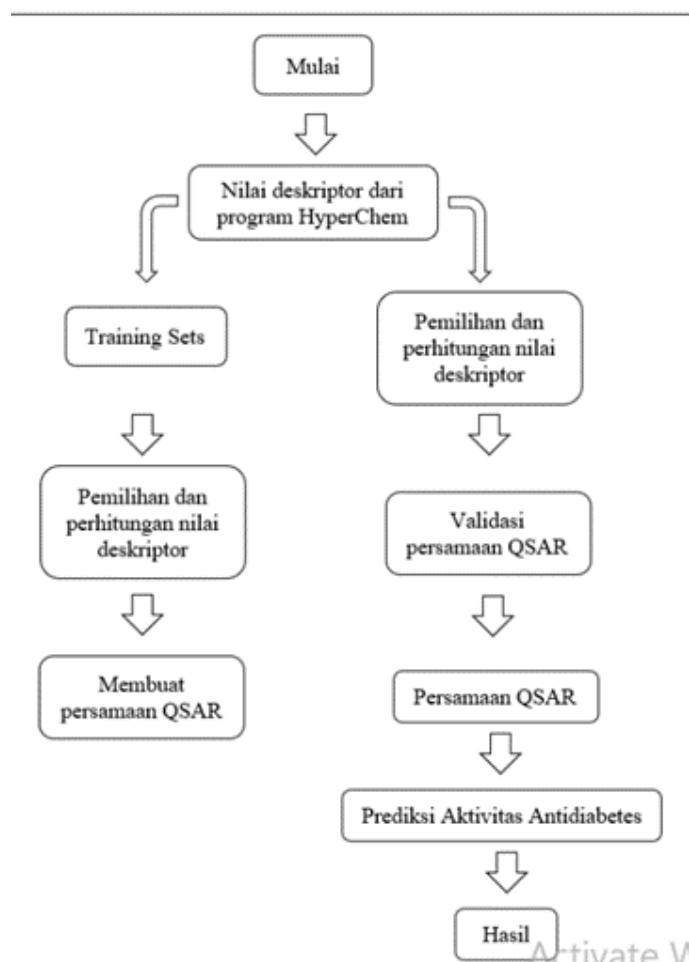 Mulai
Nilai deskriptor dari
program HyperChem
Training Sets
Pemilihan dan
perhitungan nilai
deskriptor
Membuat
persamaan QSAR
Pemilihan dan
perhitungan nilai
deskriptor
Validasi
persamaan QSAR
Persamaan QSAR
Prediksi Aktivitas Antidiabetes
Hasil
Activate W